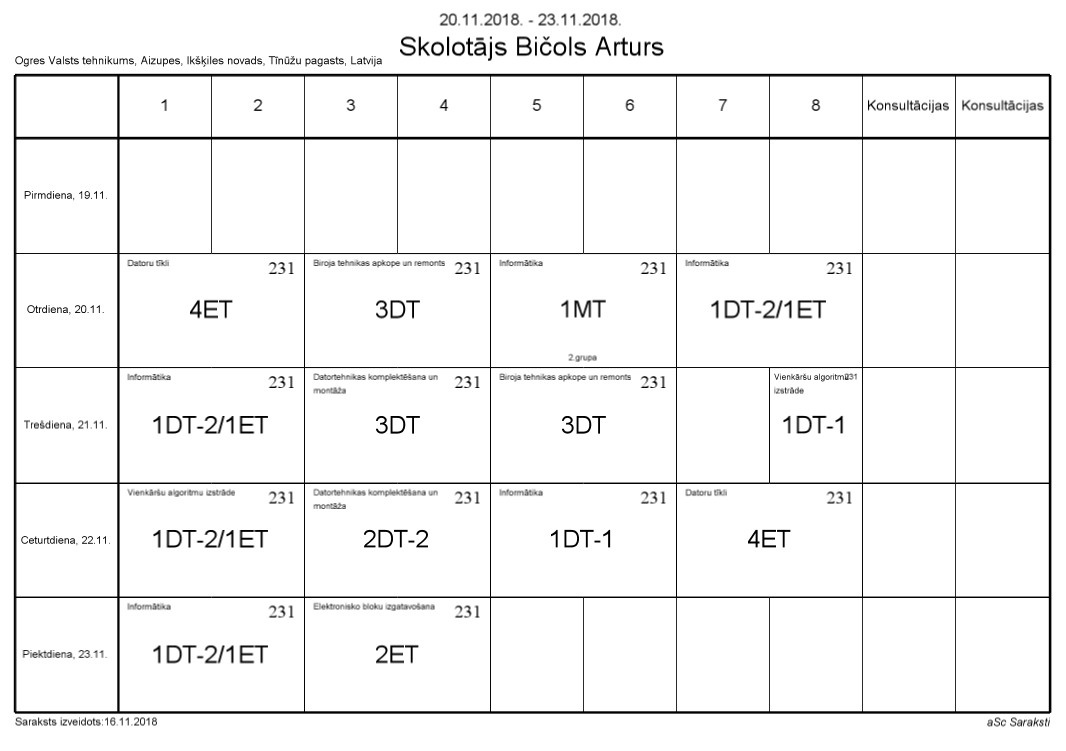 20.11.2018. - 23.11.2018.
Skolotājs Bičols Arturs
Ogres Valsts tehnikums, Aizupes, Ikšķiles novads, Tīnūžu pagasts, Latvija
1 2 3 4 5 6 7 8 Konsultācijas Konsultācijas
Pirmdiena, 19.11.
Datoru tīkli 231 Biroja tehnikas apkope un remonts 231 Informātika 231 Informātika 231
Otrdiena, 20.11. 4ET 3DT 1MT 1DT-2/1ET
2.grupa
Informātika 231 Datortehnikas komplektēšana un 231 Biroja tehnikas apkope un remonts 231 Vienkāršu algoritmu 231
montāža izstrāde
Trešdiena, 21.11. 1DT-2/1ET 3DT 3DT 1DT-1
Vienkāršu algoritmu izstrāde 231 Datortehnikas komplektēšana un 231 Informātika 231 Datoru tīkli 231
montāža
Ceturtdiena, 22.11. 1DT-2/1ET 2DT-2 1DT-1 4ET
Informātika 231 Elektronisko bloku izgatavošana 231
Piektdiena, 23.11. 1DT-2/1ET 2ET
Saraksts izveidots:16.11.2018 aSc Saraksti